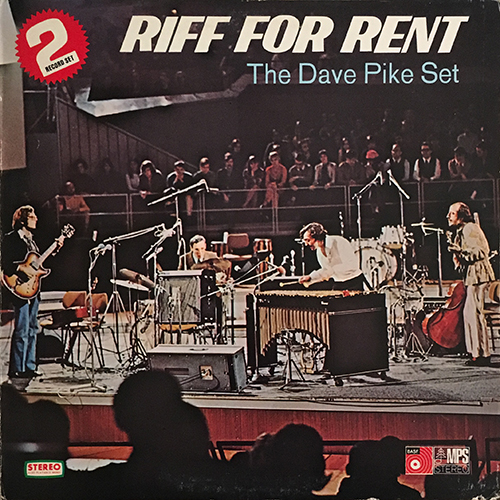 2
RECORD SET
RIFF FOR RENT
The Dave Pike Set
STEREO
BASF
MPS
STEREO